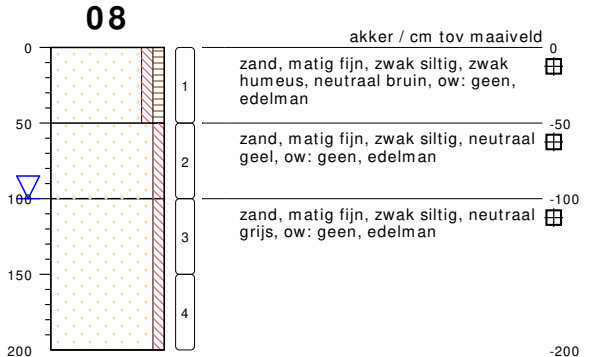 08
akker / cm tov maaiveld
0
0
zand, matig fijn, zwak siltig, zwak
humeus, neutraal bruin, ow: geen,
edelman
1
50
-50
zand, matig fijn, zwak siltig, neutraal
geel, ow: geen, edelman
2
100
-100
zand, matig fijn, zwak siltig, neutraal
grijs, ow: geen, edelman
3
150
4
200
-200